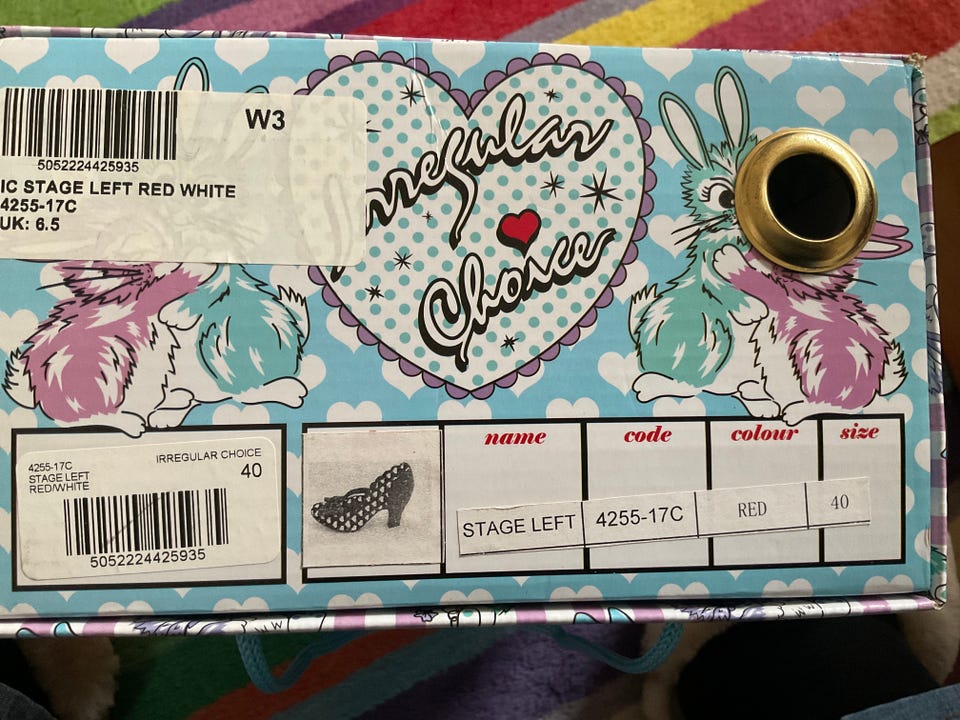 W3
5052224425935
IC STAGE LEFT RED WHITE
4255-17C
UK: 6.5
Irregular
Choice
4255-17C
STAGE LEFT
RED/WHITE
IRREGULAR CHOICE
40
5052224425935
name code colour size
STAGE LEFT 4255-17C RED 40